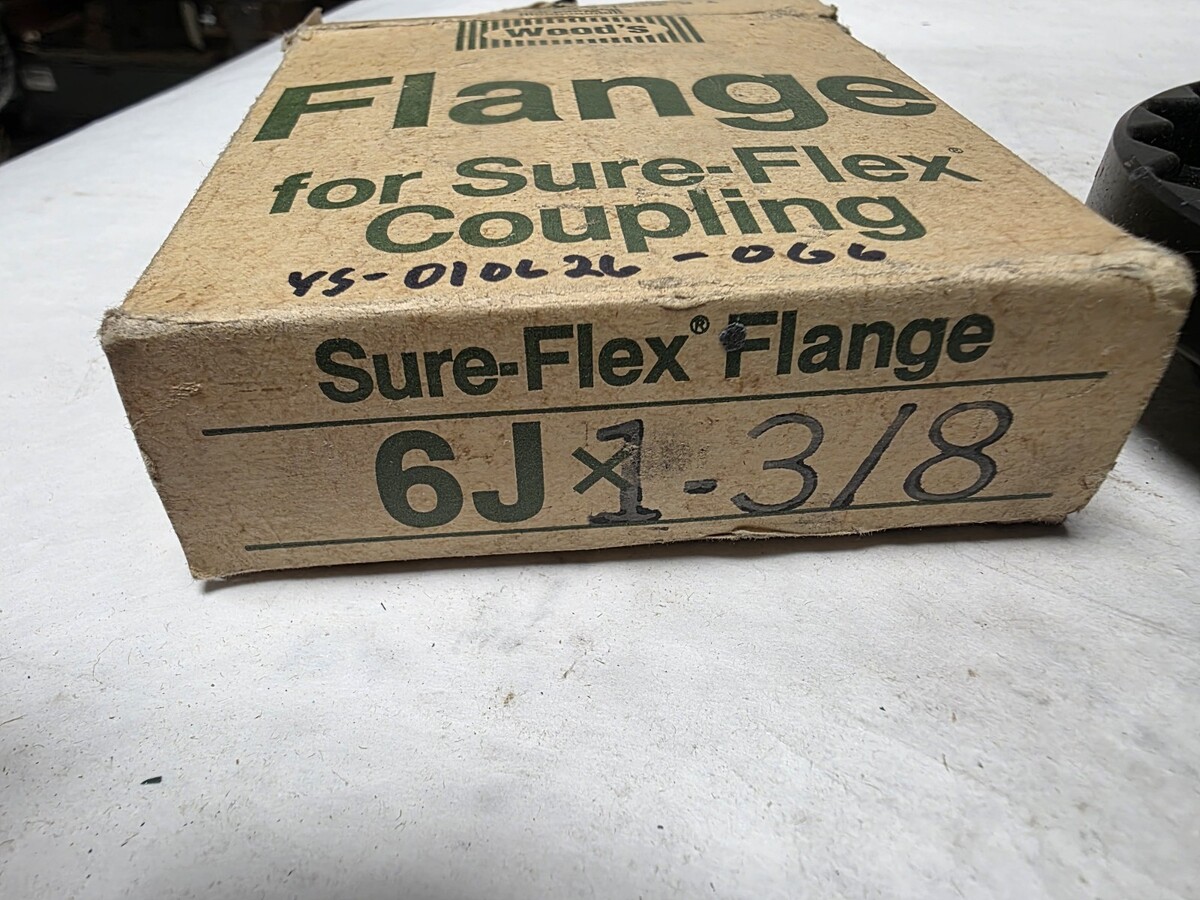 Wood's
Flange
for Sure-Flex®
Coupling
YS-010626-066
Sure-Flex® Flange
6J x 1-3/8